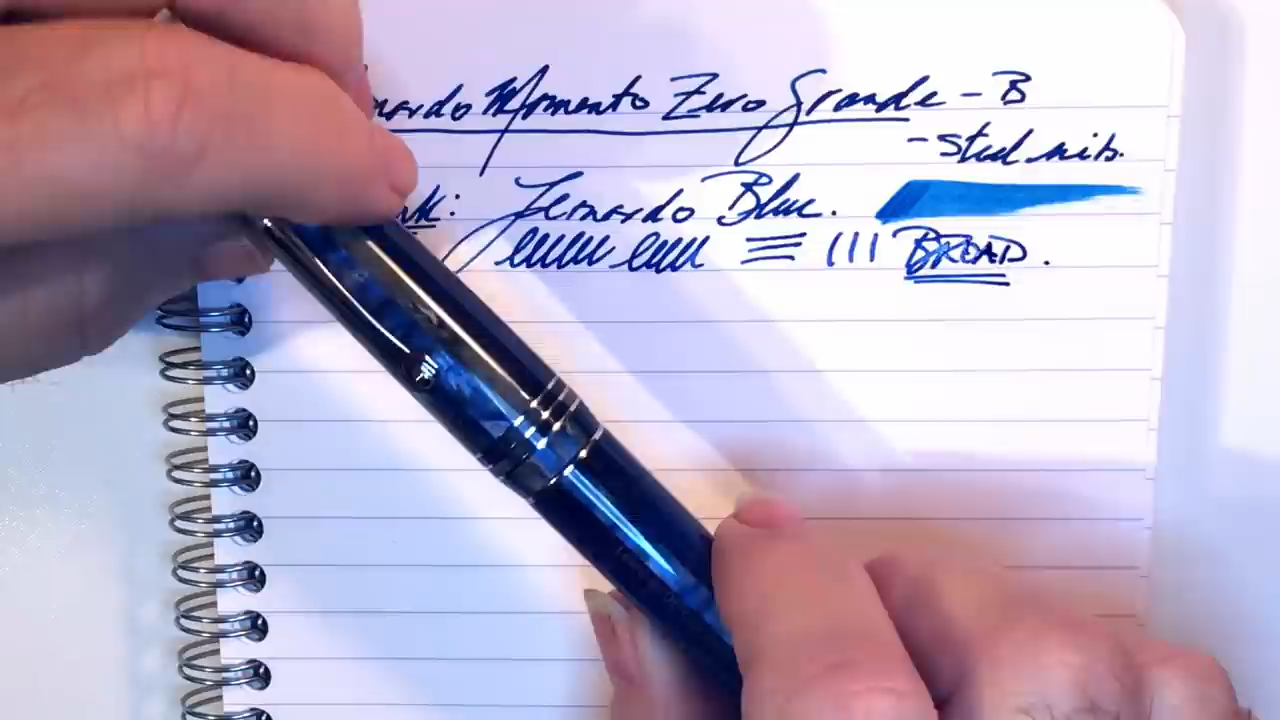 nardo Momento Zero Grande - B
- steel nib.
nk: Leonardo Blue.
BROAD.